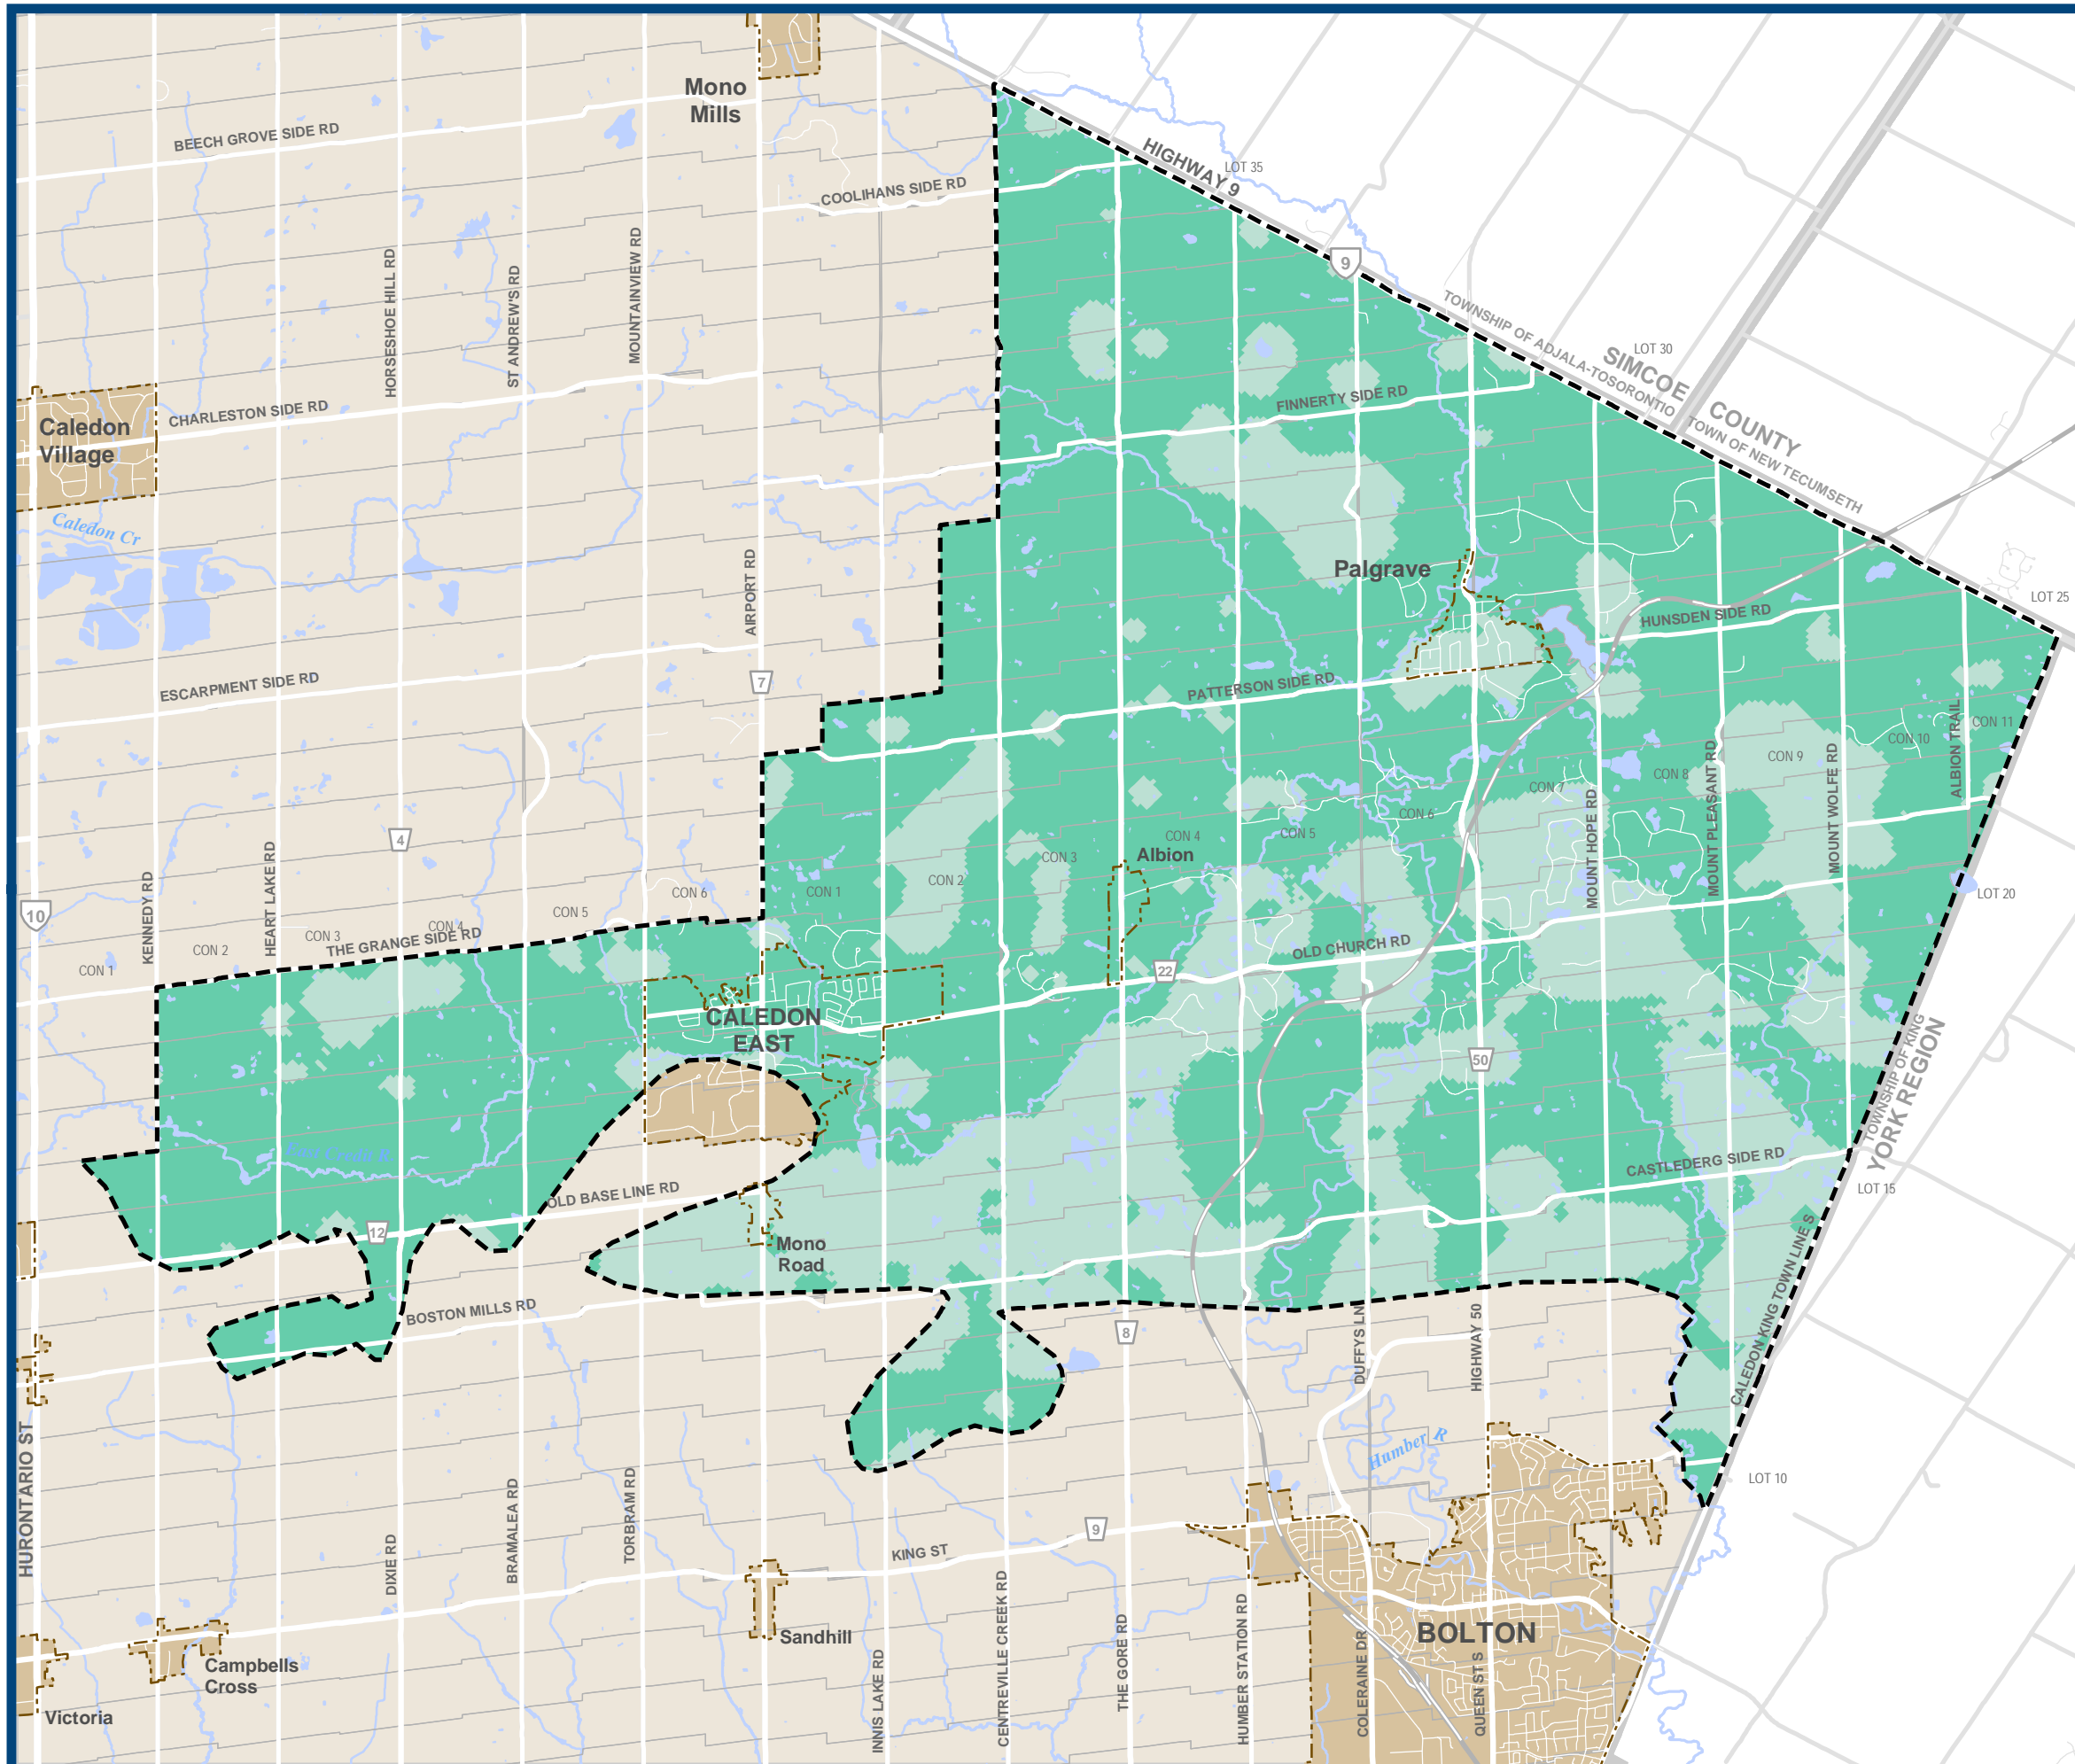 Mono
Mills
BEECH GROVE SIDE RD
HIGHWAY 9
LOT 35
COOLIHANS SIDE RD
9
HORSESHOE HILL RD
ST ANDREW'S RD
MOUNTAINVIEW RD
TOWNSHIP OF ADJALA-TOSORONTIO
LOT 30
SIMCOE
COUNTY
TOWN OF NEW TECUMSETH
CHARLESTON SIDE RD
FINNERTY SIDE RD
Caledon
Village
Caledon Cr
AIRPORT RD
Palgrave
LOT 25
HUNSDEN SIDE RD
ESCARPMENT SIDE RD
7
PATTERSON SIDE RD
CON 11
CON 10
CON 9
CON 8
CON 7
CON 6
CON 5
CON 4
CON 3
CON 2
CON 1
ALBION TRAIL
MOUNT WOLFE RD
MOUNT PLEASANT RD
MOUNT HOPE RD
4
Albion
10
KENNEDY RD
HEART LAKE RD
CON 6
CON 5
CON 4
CON 3
CON 2
CON 1
THE GRANGE SIDE RD
LOT 20
OLD CHURCH RD
22
CALEDON
EAST
50
TOWNSHIP OF KING
YORK REGION
East Credit R
CASTLEDERG SIDE RD
LOT 15
OLD BASE LINE RD
12
Mono
Road
BOSTON MILLS RD
8
DUFFYS LN
HIGHWAY 50
CALEDON KING TOWN LINE S
Humber R
LOT 10
HURONTARIO ST
DIXIE RD
BRAMALEA RD
TORBRAM RD
KING ST
9
INNIS LAKE RD
CENTREVILLE CREEK RD
THE GORE RD
HUMBER STATION RD
COLERAINE DR
QUEEN ST S
BOLTON
Sandhill
Campbells
Cross
Victoria